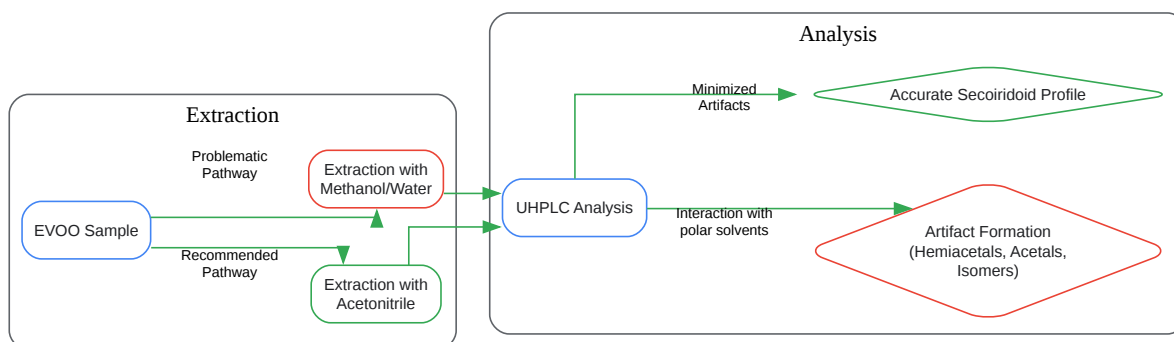 Analysis
Extraction
Problematic
Pathway
Extraction with
Methanol/Water
EVOO Sample
Recommended
Pathway
Extraction with
Acetonitrile
UHPLC Analysis
Minimized
Artifacts
Accurate Secoiridoid Profile
Interaction with
polar solvents
Artifact Formation
(Hemiacetals, Acetals,
Isomers)